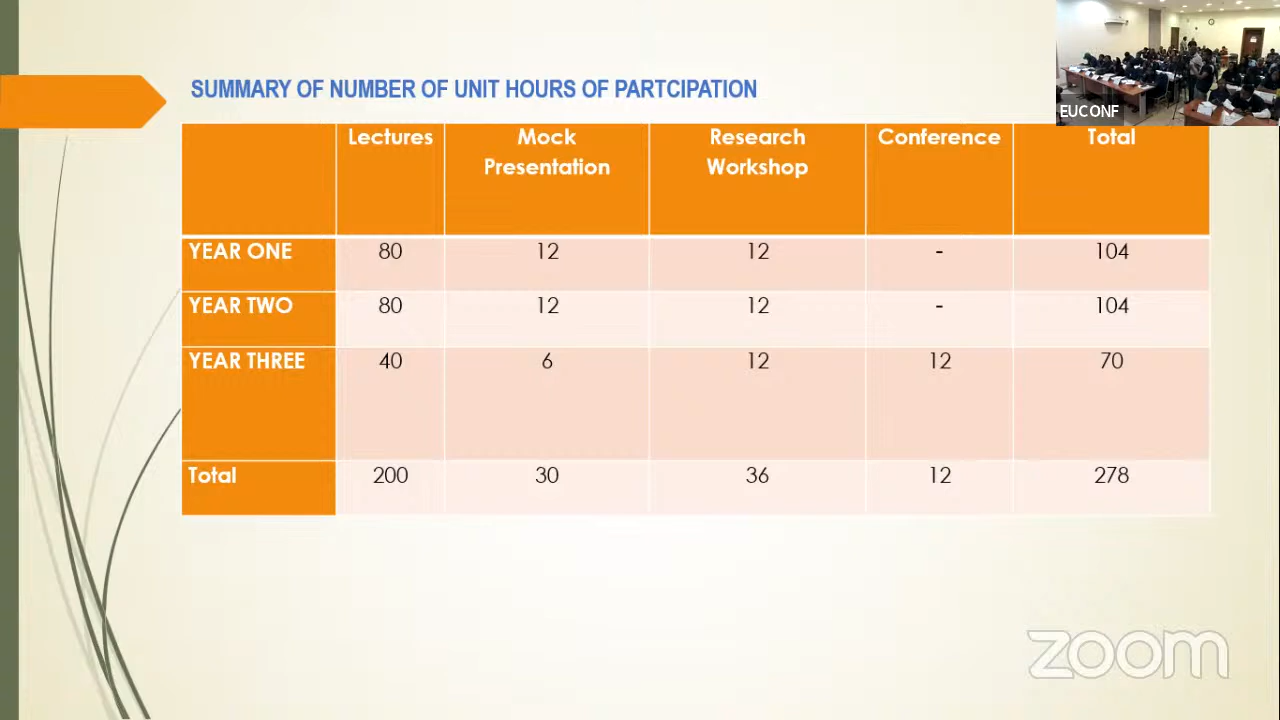 SUMMARY OF NUMBER OF UNIT HOURS OF PARTCIPATION
EUCONF
Lectures Mock Presentation Research Workshop Conference Total
YEAR ONE 80 12 12 - 104
YEAR TWO 80 12 12 - 104
YEAR THREE 40 6 12 12 70
Total 200 30 36 12 278
zoom